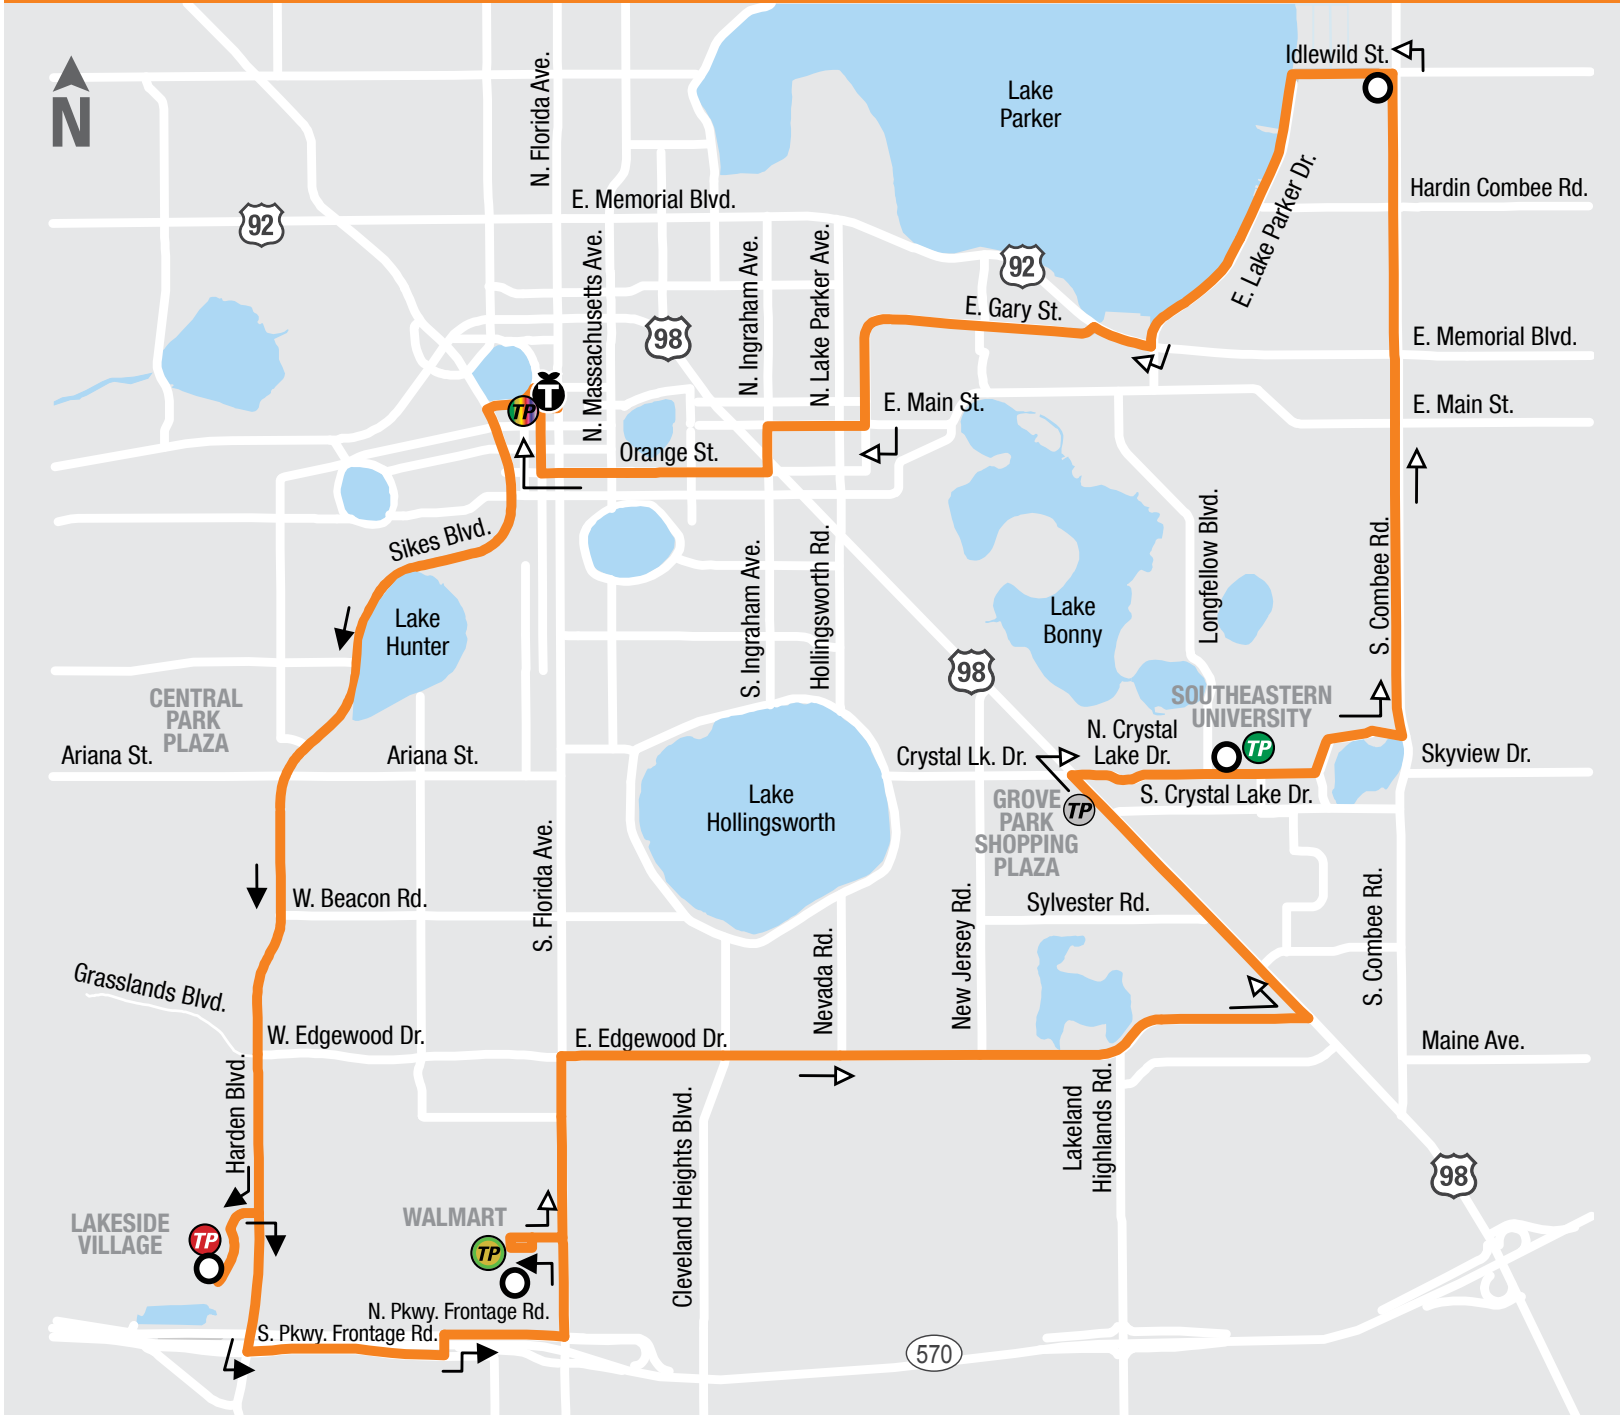 Idlewild St.
Lake
Parker
N
N. Florida Ave.
E. Memorial Blvd.
92
Hardin Combee Rd.
E. Lake Parker Dr.
92
N. Massachusetts Ave.
N. Ingraham Ave.
N. Lake Parker Ave.
E. Gary St.
98
E. Memorial Blvd.
T
TP
E. Main St.
E. Main St.
Orange St.
Sikes Blvd.
Lake
Hunter
S. Ingraham Ave.
Hollingsworth Rd.
Lake
Bonny
Longfellow Blvd.
S. Combee Rd.
98
CENTRAL
PARK
PLAZA
SOUTHEASTERN
UNIVERSITY
TP
Ariana St.
Ariana St.
Crystal Lk. Dr.
N. Crystal
Lake Dr.
Skyview Dr.
S. Crystal Lake Dr.
Lake
Hollingsworth
GROVE
PARK
SHOPPING
PLAZA
TP
W. Beacon Rd.
S. Florida Ave.
Sylvester Rd.
Nevada Rd.
New Jersey Rd.
S. Combee Rd.
Grasslands Blvd.
W. Edgewood Dr.
E. Edgewood Dr.
Maine Ave.
Harden Blvd.
Cleveland Heights Blvd.
Lakeland
Highlands Rd.
98
LAKESIDE
VILLAGE
TP
WALMART
TP
N. Pkwy. Frontage Rd.
S. Pkwy. Frontage Rd.
570